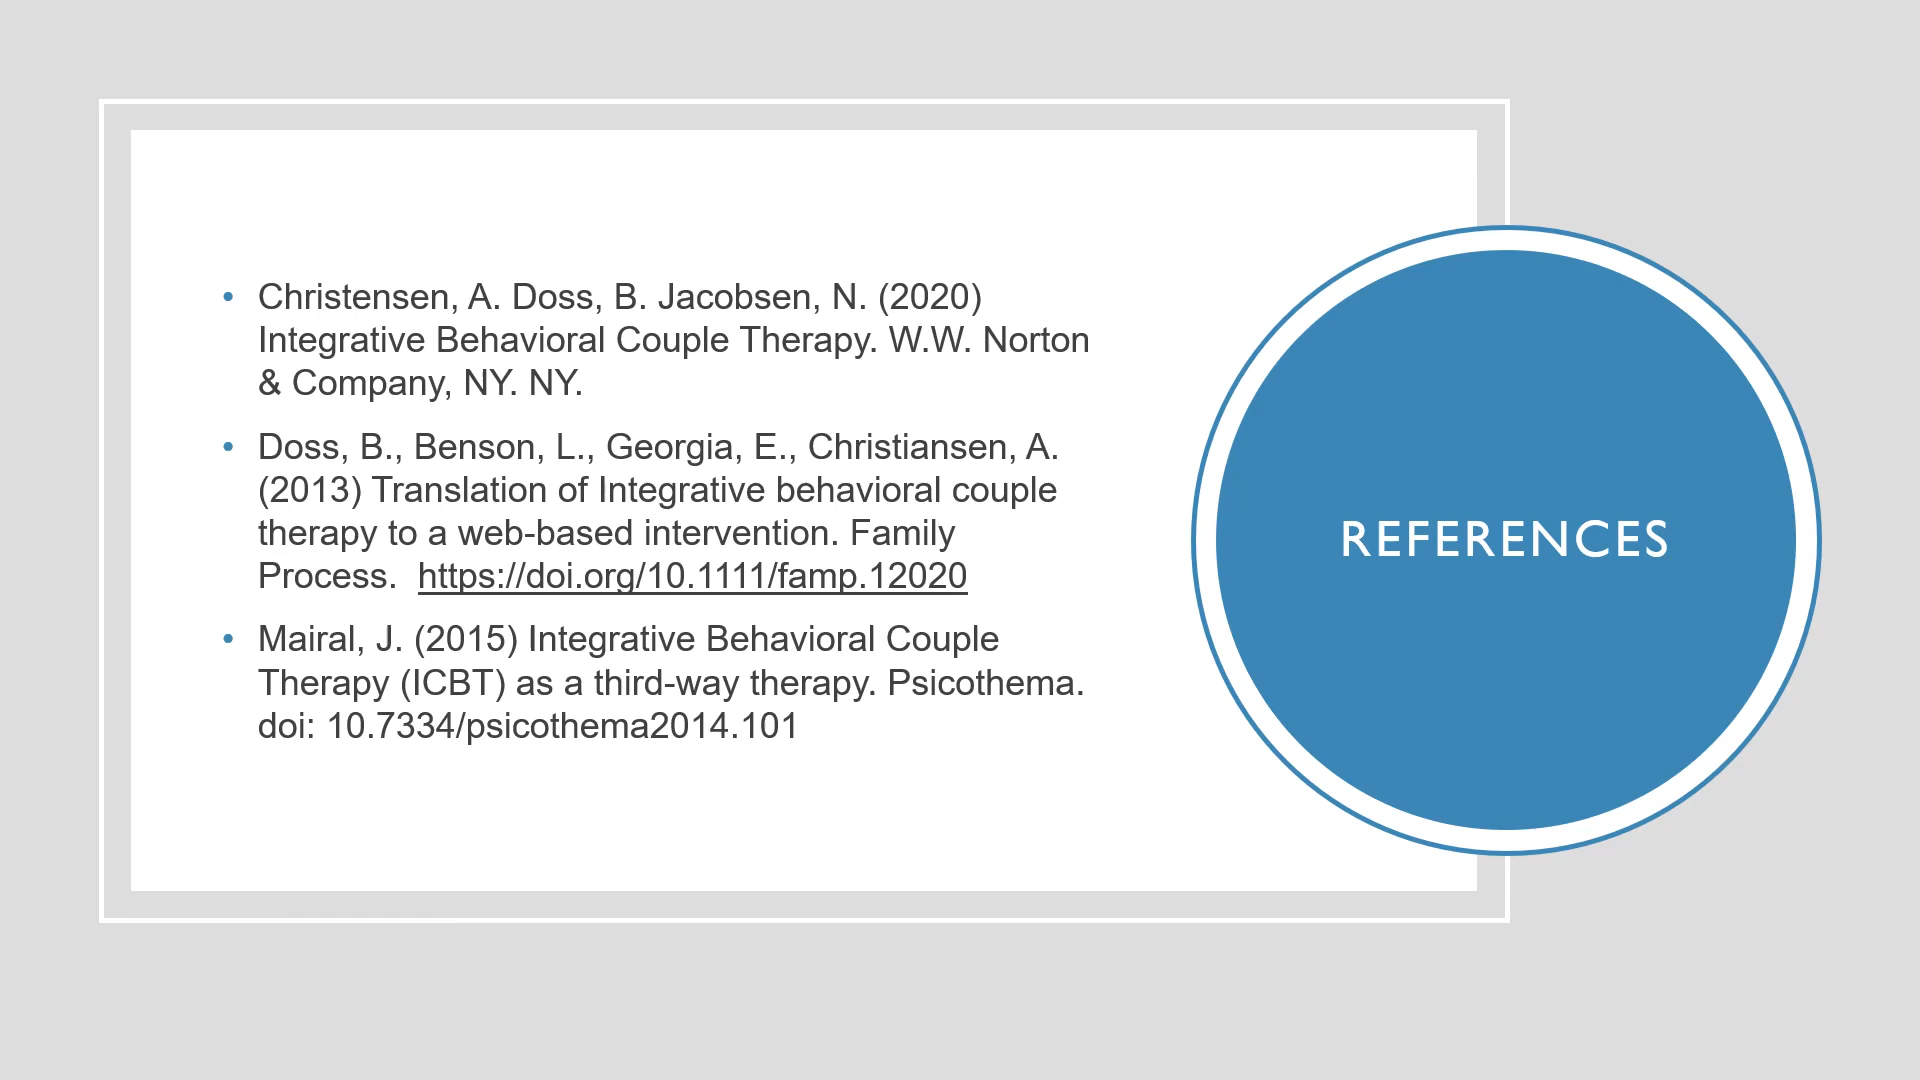 • Christensen, A. Doss, B. Jacobsen, N. (2020)
Integrative Behavioral Couple Therapy. W.W. Norton
& Company, NY. NY.
• Doss, B., Benson, L., Georgia, E., Christiansen, A.
(2013) Translation of Integrative behavioral couple
therapy to a web-based intervention. Family
Process.  https://doi.org/10.1111/famp.12020
• Mairal, J. (2015) Integrative Behavioral Couple
Therapy (ICBT) as a third-way therapy. Psicothema.
doi: 10.7334/psicothema2014.101
REFERENCES